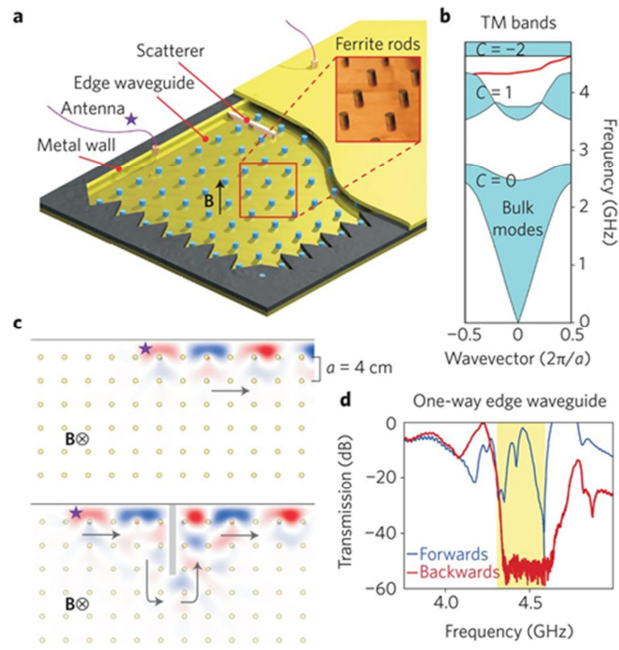 a
Scatterer
Edge waveguide
Antenna
Metal wall
Ferrite rods
B
b
TM bands
C = −2
C = 1
C = 0
Bulk
modes
4
3
2
1
0
Frequency (GHz)
−0.5
0
0.5
Wavevector (2π/a)
c
a = 4 cm
B⊗
B⊗
d
One-way edge waveguide
0
−20
−40
−60
Transmission (dB)
Forwards
Backwards
4.0
4.5
Frequency (GHz)